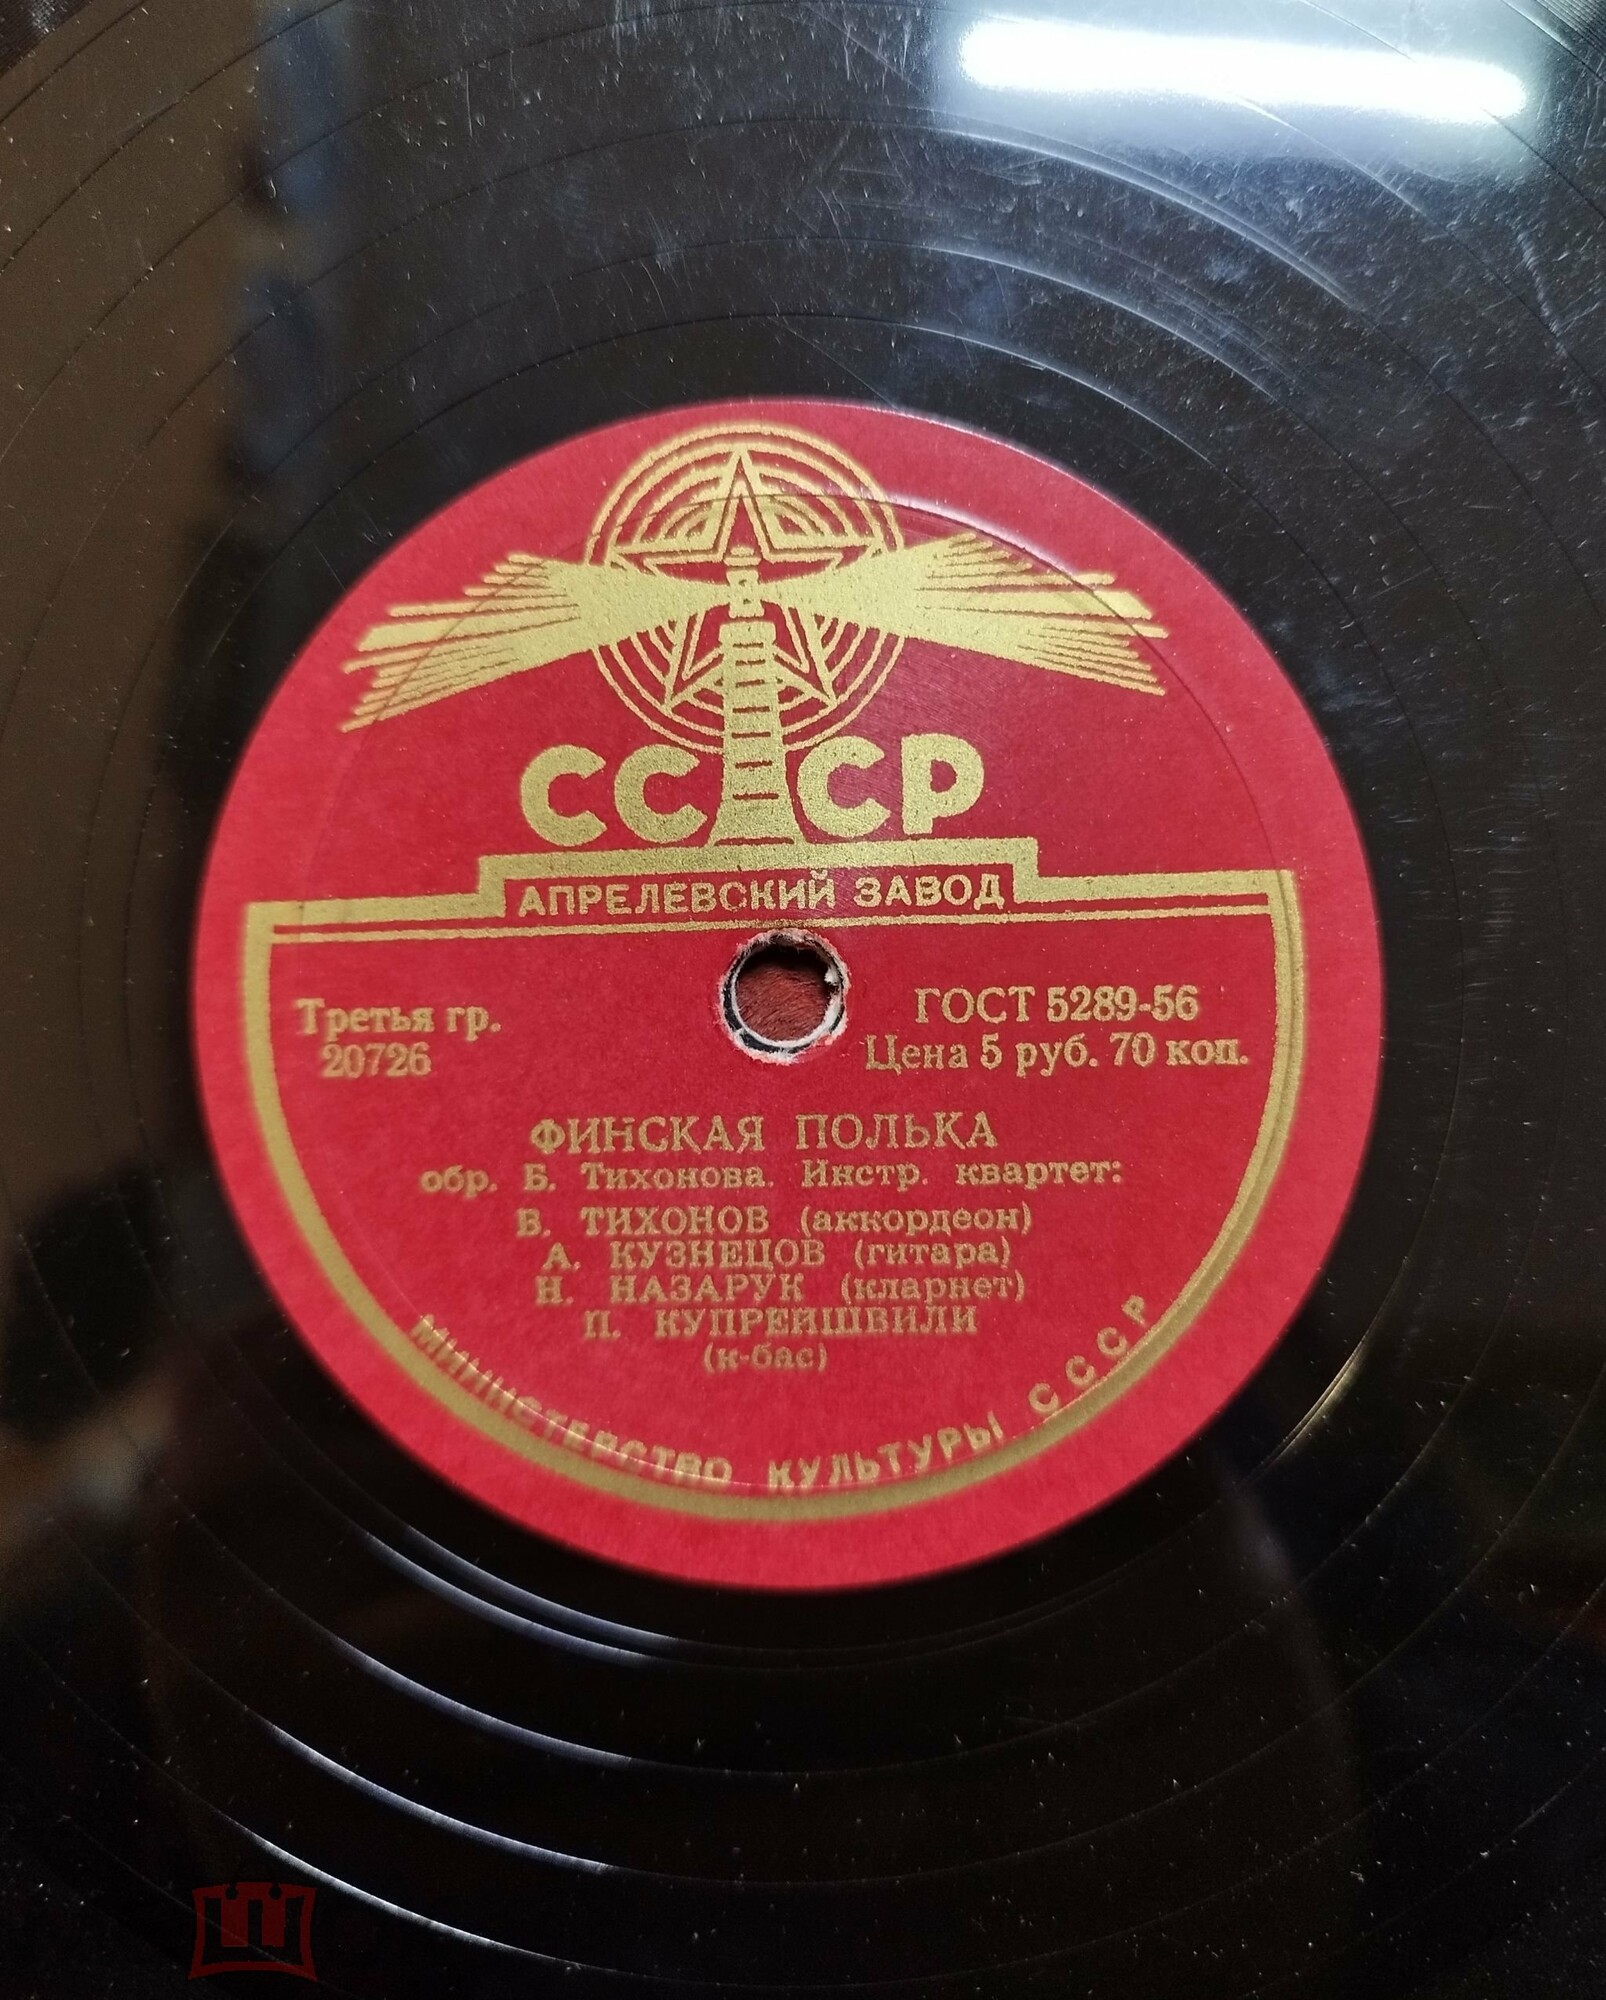 СССР
АПРЕЛЕВСКИЙ ЗАВОД
Третья гр.
20726
ГОСТ 5289-56
Цена 5 руб. 70 коп.
ФИНСКАЯ ПОЛЬКА
обр. Б. Тихонова. Инстр. квартет:
Б. ТИХОНОВ (аккордеон)
А. КУЗНЕЦОВ (гитара)
Н. НАЗАРУК (кларнет)
П. КУПРЕЙШВИЛИ
(к-бас)
МИНИСТЕРСТВО КУЛЬТУРЫ СССР